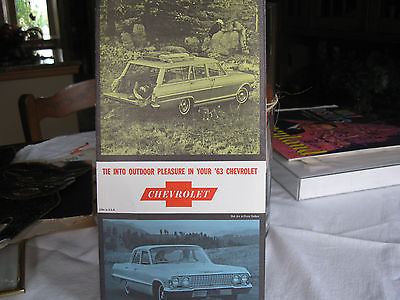 TIE INTO OUTDOOR PLEASURE IN YOUR '63 CHEVROLET
CHEVROLET